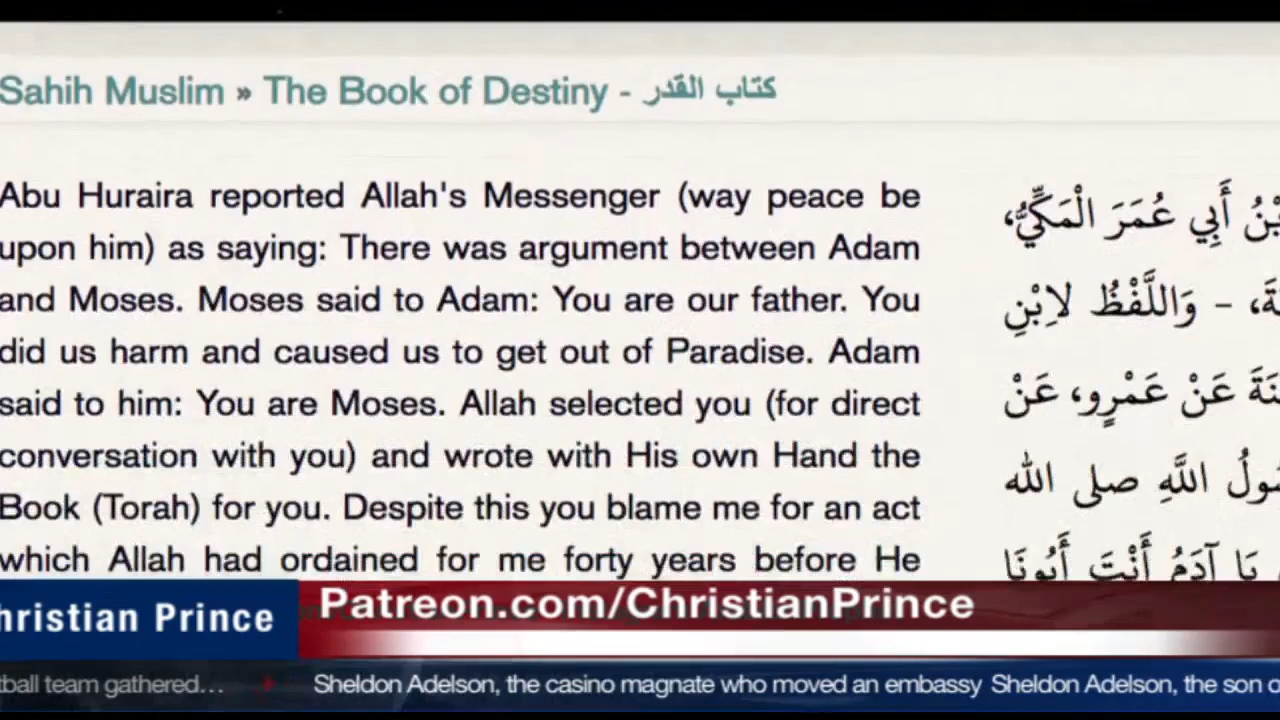 Sahih Muslim » The Book of Destiny - كتاب القدر
Abu Huraira reported Allah's Messenger (way peace be
upon him) as saying: There was argument between Adam
and Moses. Moses said to Adam: You are our father. You
did us harm and caused us to get out of Paradise. Adam
said to him: You are Moses. Allah selected you (for direct
conversation with you) and wrote with His own Hand the
Book (Torah) for you. Despite this you blame me for an act
which Allah had ordained for me forty years before He
أَبِي عُمَرَ الْمَكِّيُّ،
- وَاللَّفْظُ لاِبْنِ
عَنْ عَمْرٍو، عَنْ
اللَّهِ صلى الله
يَا آدَمُ أَنْتَ أَبُونَا
hristian Prince
Patreon.com/ChristianPrince
tball team gathered... Sheldon Adelson, the casino magnate who moved an embassy Sheldon Adelson, the son o